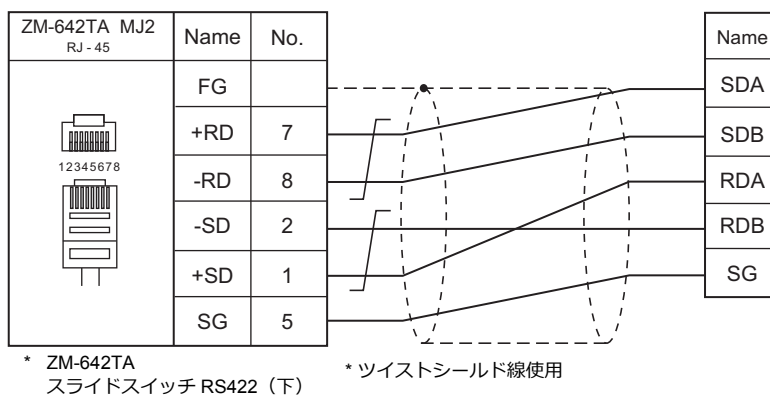 ZM-642TA MJ2
RJ-45
Name No.
Name
FG
SDA
+RD 7
SDB
12345678
-RD 8
RDA
-SD 2
RDB
+SD 1
SG
SG 5
* ZM-642TA
スライドスイッチ RS422（下）
* ツイストシールド線使用